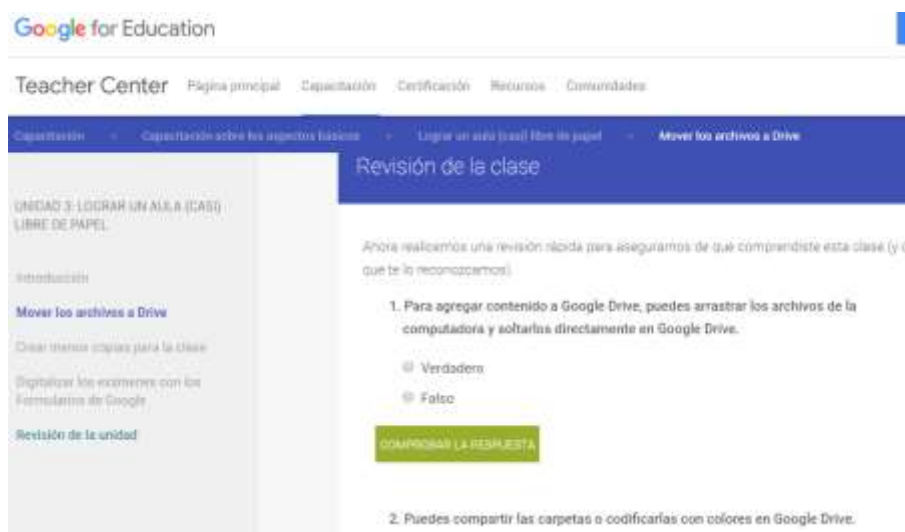 Google for Education
Teacher Center Página principal Capacitación Certificación Recursos Comunidades
Capacitación Capacitación sobre los aspectos básicos Lograr un aula (casi) libre de papel Mover los archivos a Drive
Revisión de la clase
UNIDAD 3: LOGRAR UN AULA (CASI)
LIBRE DE PAPEL
Introducción
Mover los archivos a Drive
Crear menos copias para la clase
Digitalizar los exámenes con los
Formularios de Google
Revisión de la unidad
Ahora realicemos una revisión rápida para asegurarnos de que comprendiste esta clase (y
que te lo reconozcamos).
1. Para agregar contenido a Google Drive, puedes arrastrar los archivos de la
computadora y soltarlos directamente en Google Drive.
Verdadero
Falso
COMPROBAR LA RESPUESTA
2. Puedes compartir las carpetas o codificarlas con colores en Google Drive.